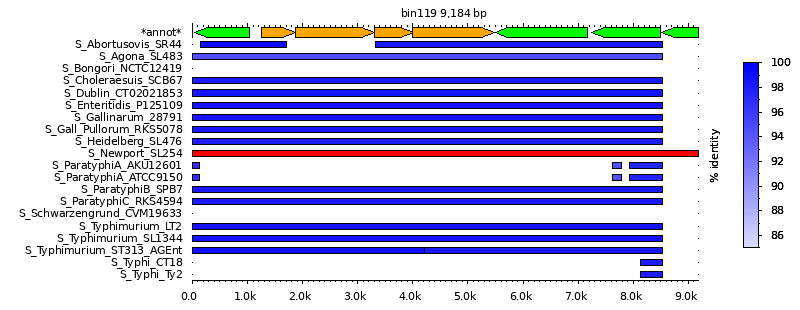 bin119 9,184 bp
*annot*
S_Abortusovis_SR44
S_Agona_SL483
S_Bongori_NCTC12419
S_Choleraesuis_SCB67
S_Dublin_CT02021853
S_Enteritidis_P125109
S_Gallinarum_28791
S_Gall_Pullorum_RKS5078
S_Heidelberg_SL476
S_Newport_SL254
S_ParatyphiA_AKU12601
S_ParatyphiA_ATCC9150
S_ParatyphiB_SPB7
S_ParatyphiC_RKS4594
S_Schwarzengrund_CVM19633
S_Typhimurium_LT2
S_Typhimurium_SL1344
S_Typhimurium_ST313_AGEnt
S_Typhi_CT18
S_Typhi_Ty2
0.0 1.0k 2.0k 3.0k 4.0k 5.0k 6.0k 7.0k 8.0k 9.0k
% identity
100
98
96
94
92
90
88
86